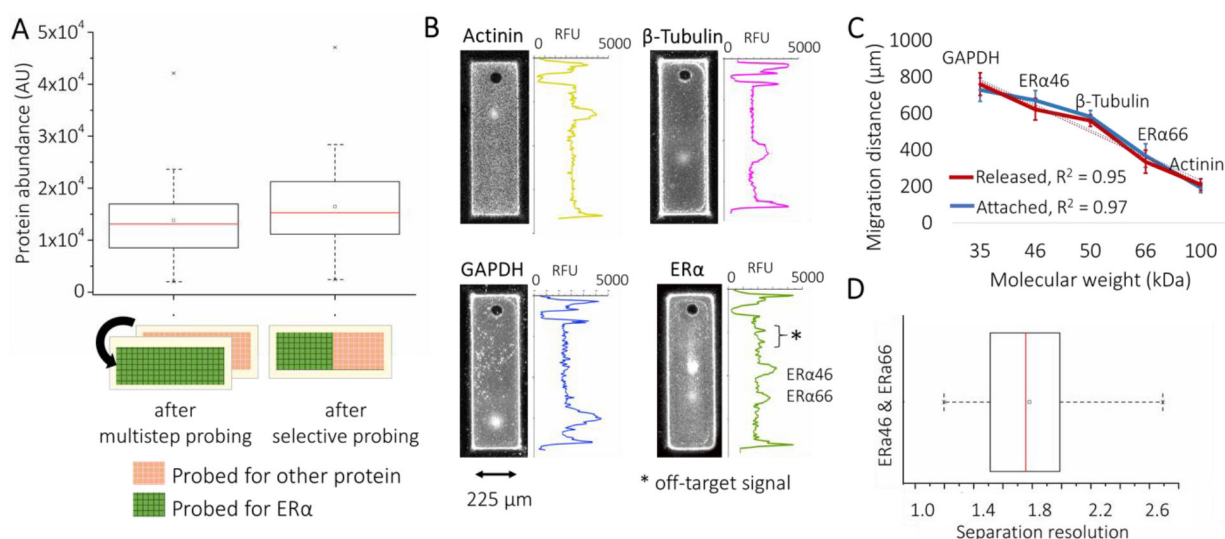 A
Protein abundance (AU)
5x10⁴
4x10⁴
3x10⁴
2x10⁴
1x10⁴
0
after
multistep probing
after
selective probing
Probed for other protein
Probed for ERα
B
Actinin
0 RFU 5000
β-Tubulin
0 RFU 5000
GAPDH
0 RFU 5000
ERα
0 RFU 5000
*
ERα46
ERα66
225 µm
* off-target signal
C
Migration distance (µm)
1000
800
600
400
200
0
GAPDH
ERα46
β-Tubulin
ERα66
Actinin
Released, R² = 0.95
Attached, R² = 0.97
35 46 50 66 100
Molecular weight (kDa)
D
ERa46 & ERa66
1.0 1.4 1.8 2.2 2.6
Separation resolution